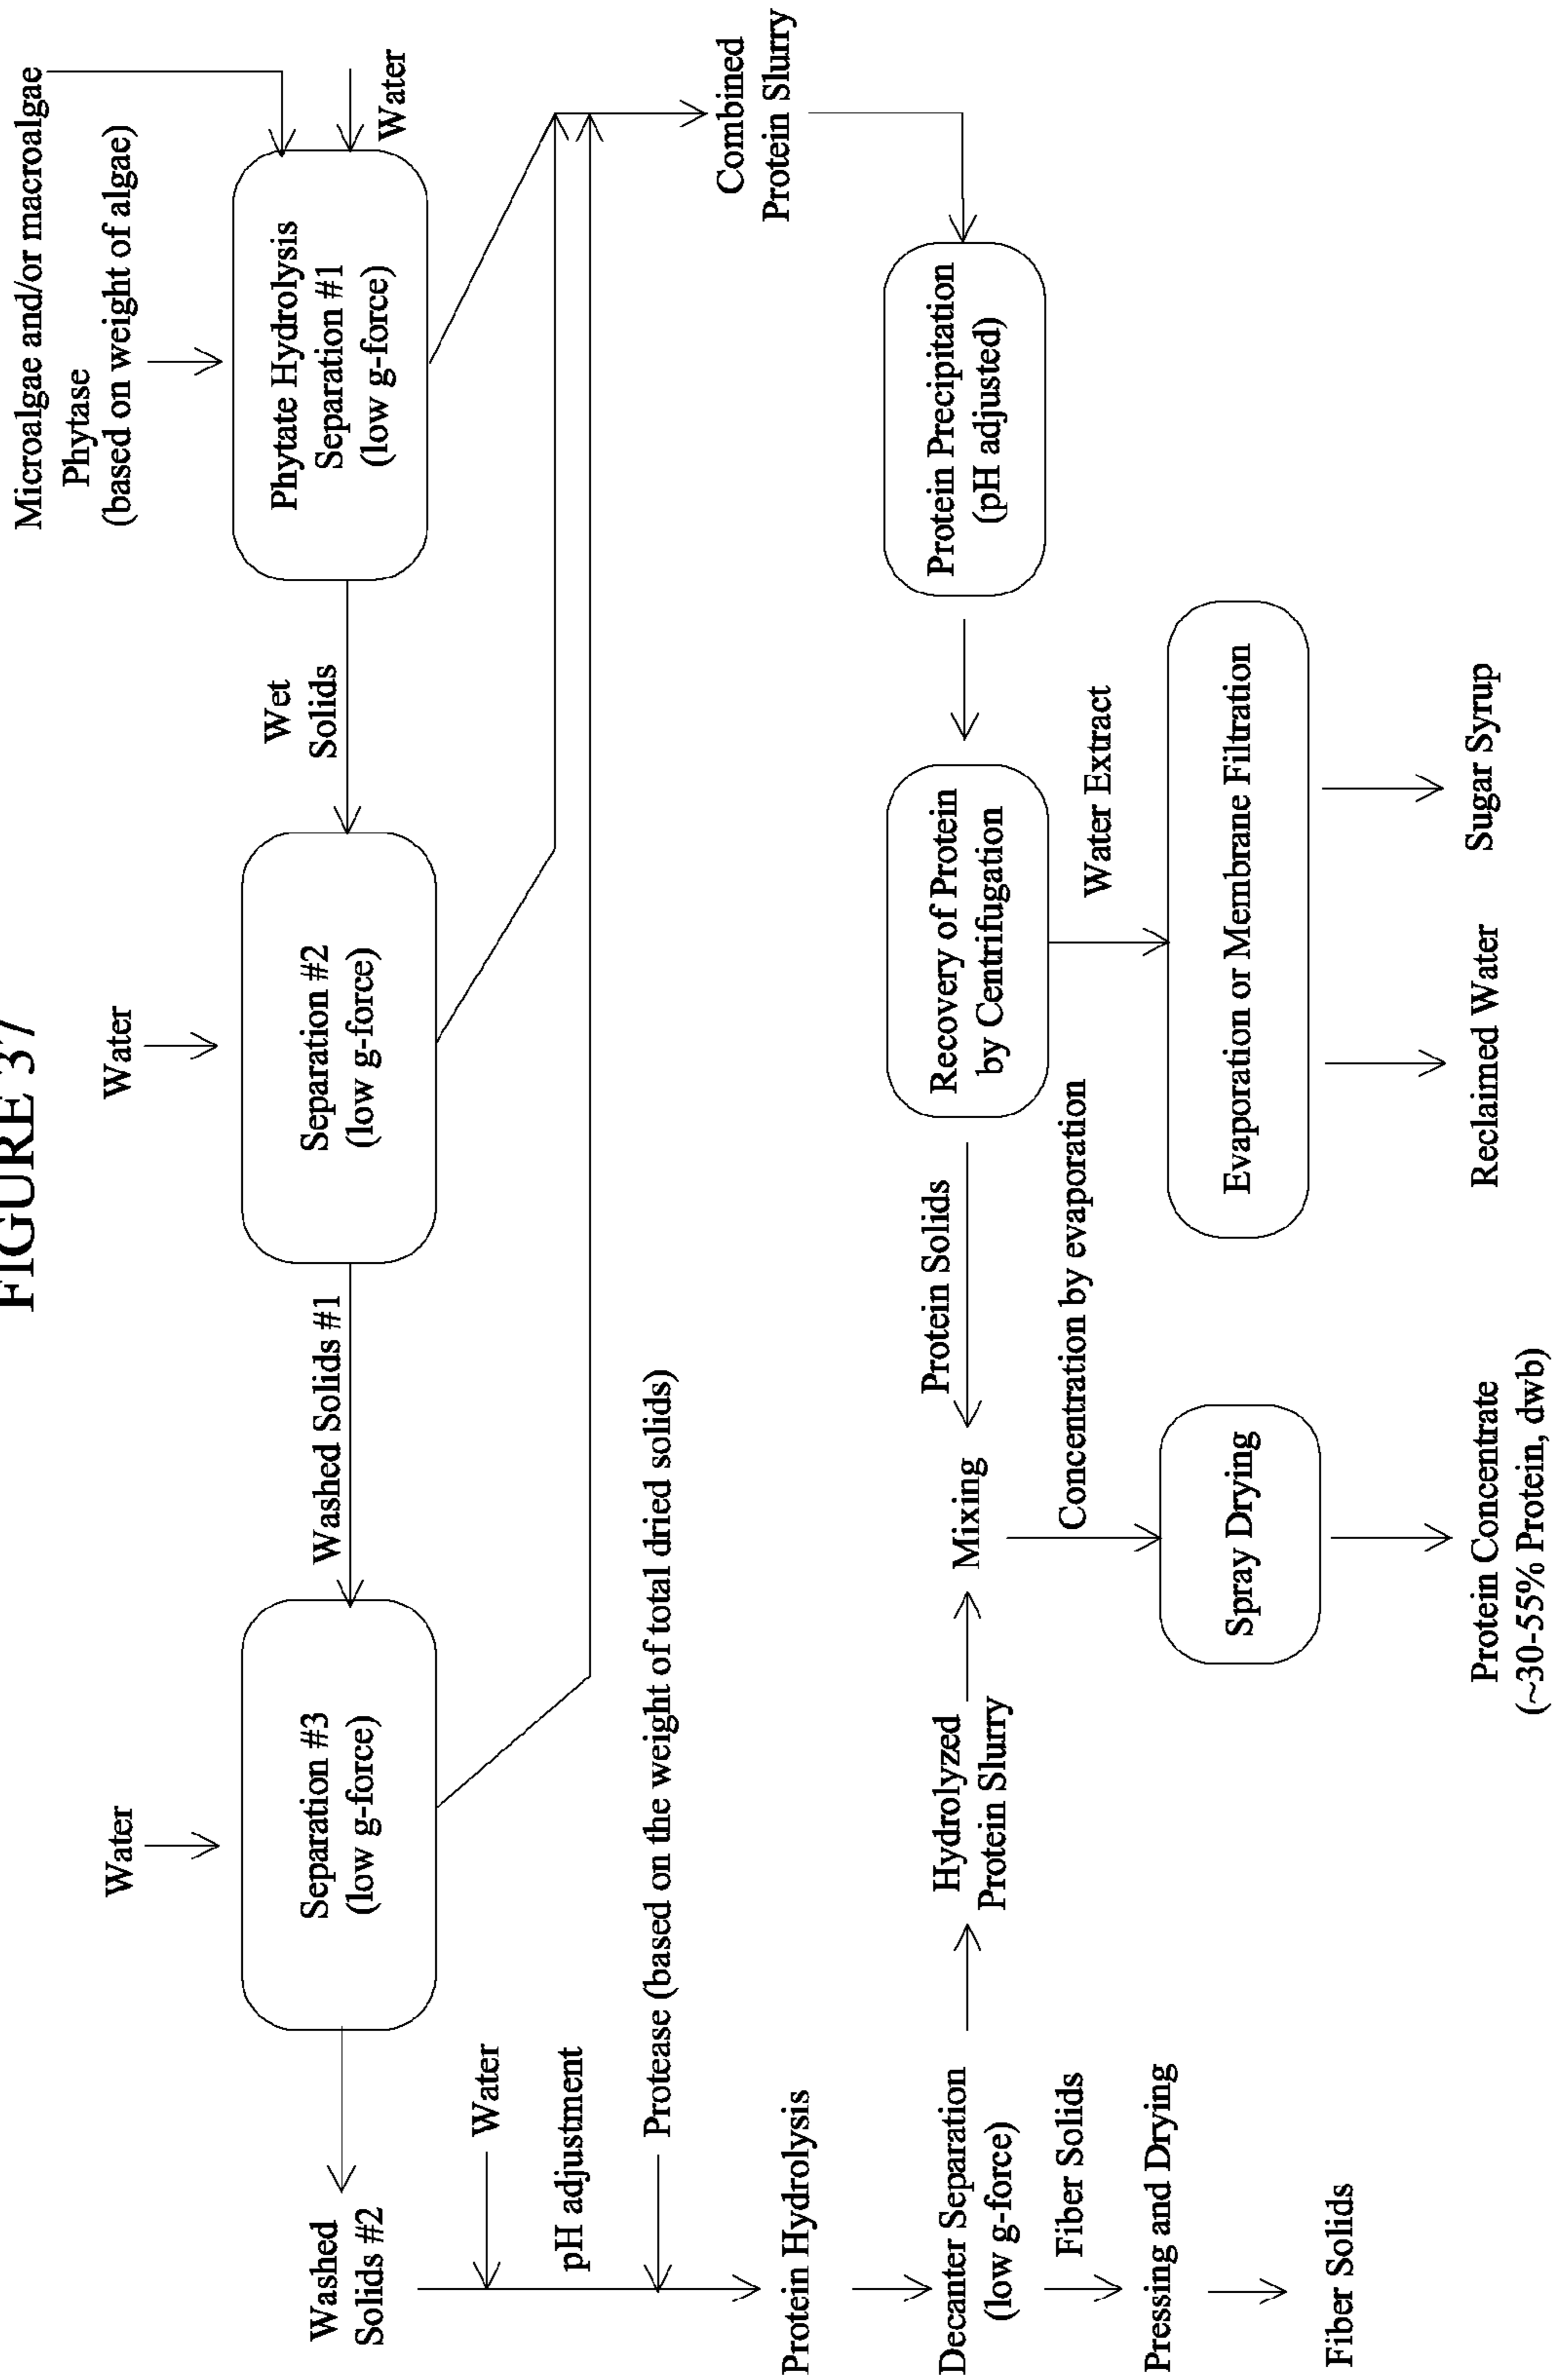 FIGURE 37
Microalgae and/or macroalgae
Phytase
(based on weight of algae)
Water
Phytate Hydrolysis
Separation #1
(low g-force)
Wet
Solids
Water
Separation #2
(low g-force)
Washed Solids #1
Water
Separation #3
(low g-force)
Washed
Solids #2
Water
pH adjustment
Protease (based on the weight of total dried solids)
Protein Hydrolysis
Decanter Separation
(low g-force)
Fiber Solids
Pressing and Drying
Fiber Solids
Hydrolyzed
Protein Slurry
Mixing
Combined
Protein Slurry
Protein Precipitation
(pH adjusted)
Recovery of Protein
by Centrifugation
Protein Solids
Water Extract
Concentration by evaporation
Evaporation or Membrane Filtration
Spray Drying
Protein Concentrate
(~30-55% Protein, dwb)
Reclaimed Water
Sugar Syrup